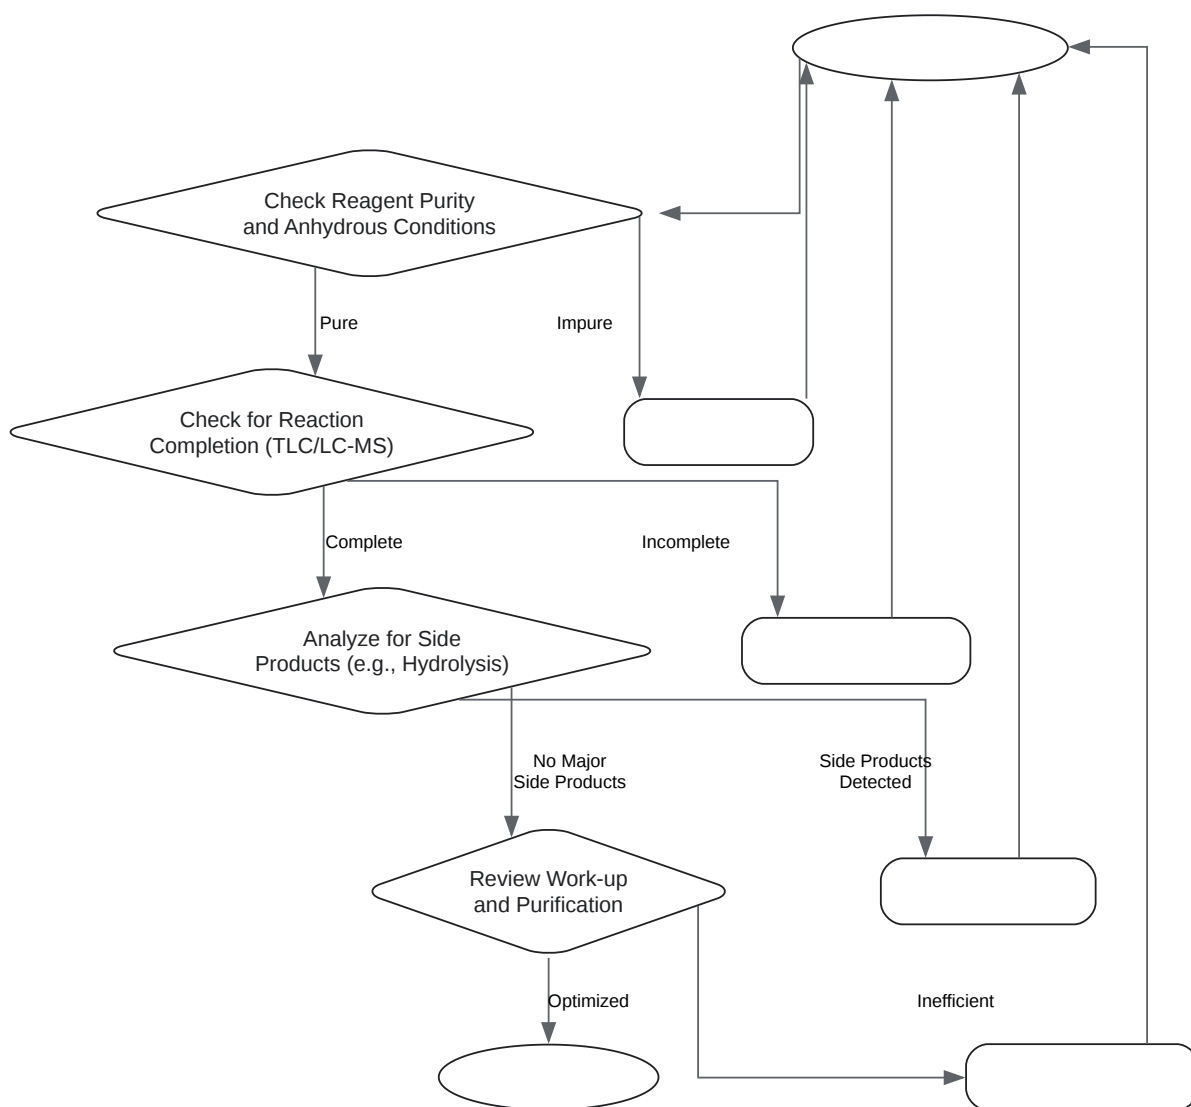 Check Reagent Purity
and Anhydrous Conditions
Pure
Impure
Check for Reaction
Completion (TLC/LC-MS)
Complete
Incomplete
Analyze for Side
Products (e.g., Hydrolysis)
No Major
Side Products
Side Products
Detected
Review Work-up
and Purification
Optimized
Inefficient